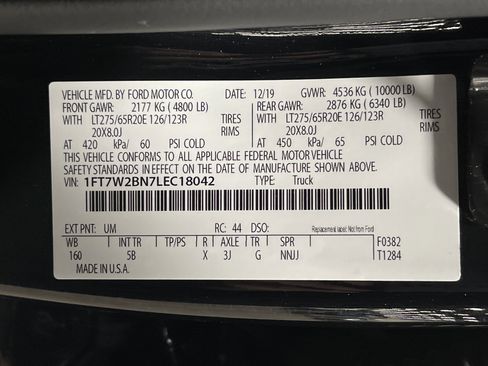 VEHICLE MFD. BY FORD MOTOR CO. DATE: 12/19 GVWR: 4536 KG ( 10000 LB)
FRONT GAWR: 2177 KG ( 4800 LB) REAR GAWR: 2876 KG ( 6340 LB)
WITH LT275/65R20E 126/123R TIRES WITH LT275/65R20E 126/123R TIRES
20X8.0J RIMS 20X8.0J RIMS
AT 420 kPa/ 60 PSI COLD AT 450 kPa/ 65 PSI COLD
THIS VEHICLE CONFORMS TO ALL APPLICABLE FEDERAL MOTOR VEHICLE
SAFETY STANDARDS IN EFFECT ON THE DATE OF MANUFACTURE SHOWN ABOVE.
VIN: 1FT7W2BN7LEC18042 TYPE: Truck
EXT PNT: UM RC: 44 DSO: Replacement label: Not from Ford
WB INT TR TP/PS R AXLE TR SPR F0382
160 5B X 3J G NNJJ T1284
MADE IN U.S.A.